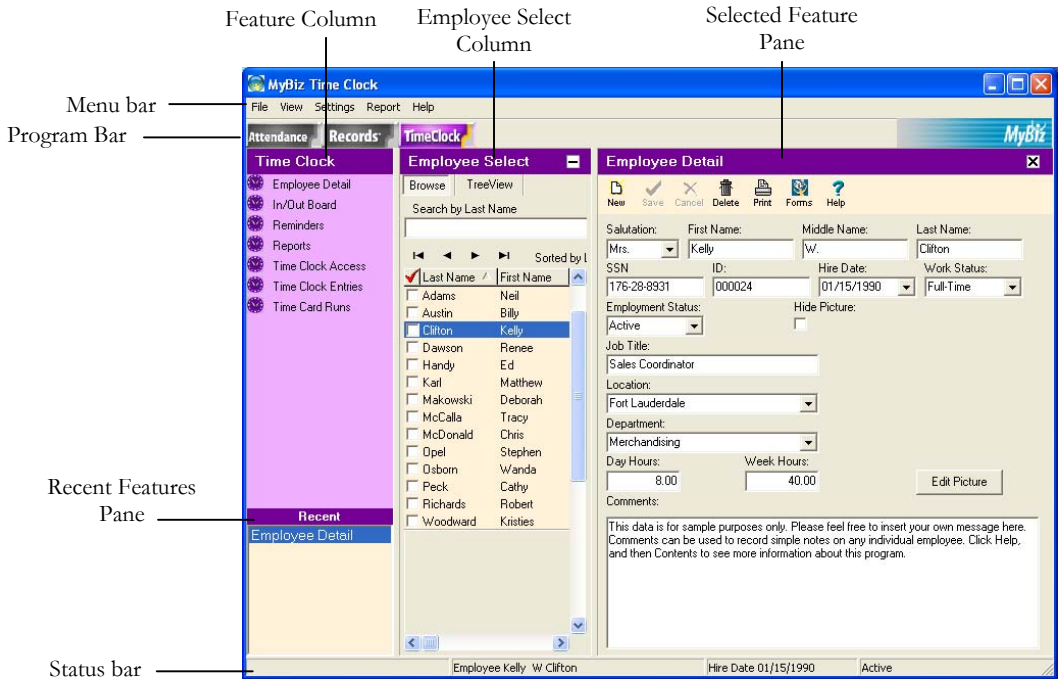 Feature Column
Employee Select
Column
Selected Feature
Pane
Menu bar
Program Bar
Recent Features
Pane
Status bar
MyBiz Time Clock
File View Settings Report Help
Attendance Records TimeClock
MyBiz
Time Clock
Employee Detail
In/Out Board
Reminders
Reports
Time Clock Access
Time Clock Entries
Time Card Runs
Recent
Employee Detail
Employee Select
Browse TreeView
Search by Last Name
Sorted by L
Last Name / First Name
Adams Neil
Austin Billy
Clifton Kelly
Dawson Renee
Handy Ed
Karl Matthew
Makowski Deborah
McCalla Tracy
McDonald Chris
Opel Stephen
Osborn Wanda
Peck Cathy
Richards Robert
Woodward Kristies
Employee Detail
New Save Cancel Delete Print Forms Help
Salutation: First Name: Middle Name: Last Name:
Mrs. Kelly W. Clifton
SSN ID: Hire Date: Work Status:
176-28-8931 000024 01/15/1990 Full-Time
Employment Status: Hide Picture:
Active
Job Title:
Sales Coordinator
Location:
Fort Lauderdale
Department:
Merchandising
Day Hours: Week Hours:
8.00 40.00 Edit Picture
Comments:
This data is for sample purposes only. Please feel free to insert your own message here.
Comments can be used to record simple notes on any individual employee. Click Help,
and then Contents to see more information about this program.
Employee Kelly W Clifton Hire Date 01/15/1990 Active